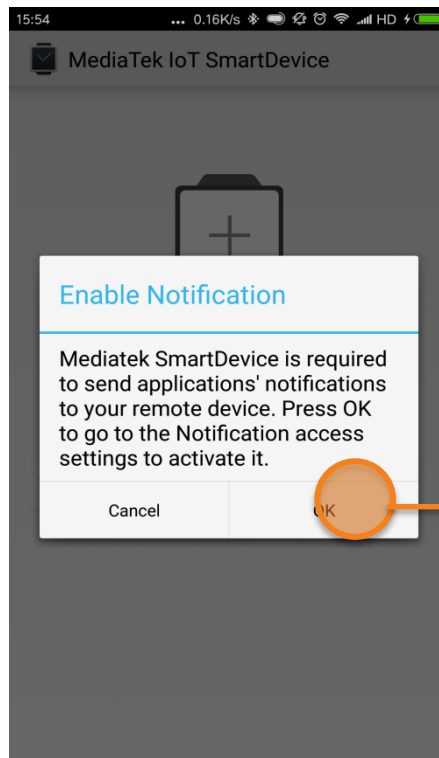 15:54 ... 0.16K/s HD
MediaTek IoT SmartDevice
Enable Notification
Mediatek SmartDevice is required
to send applications' notifications
to your remote device. Press OK
to go to the Notification access
settings to activate it.
Cancel OK